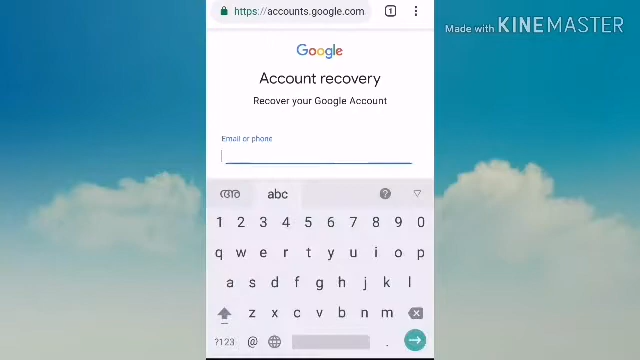 https://accounts.google.com
1
Made with KINEMASTER
Google
Account recovery
Recover your Google Account
Email or phone
അ abc ?
1 2 3 4 5 6 7 8 9 0
q w e r t y u i o p
a s d f g h j k l
z x c v b n m
?123 @ .